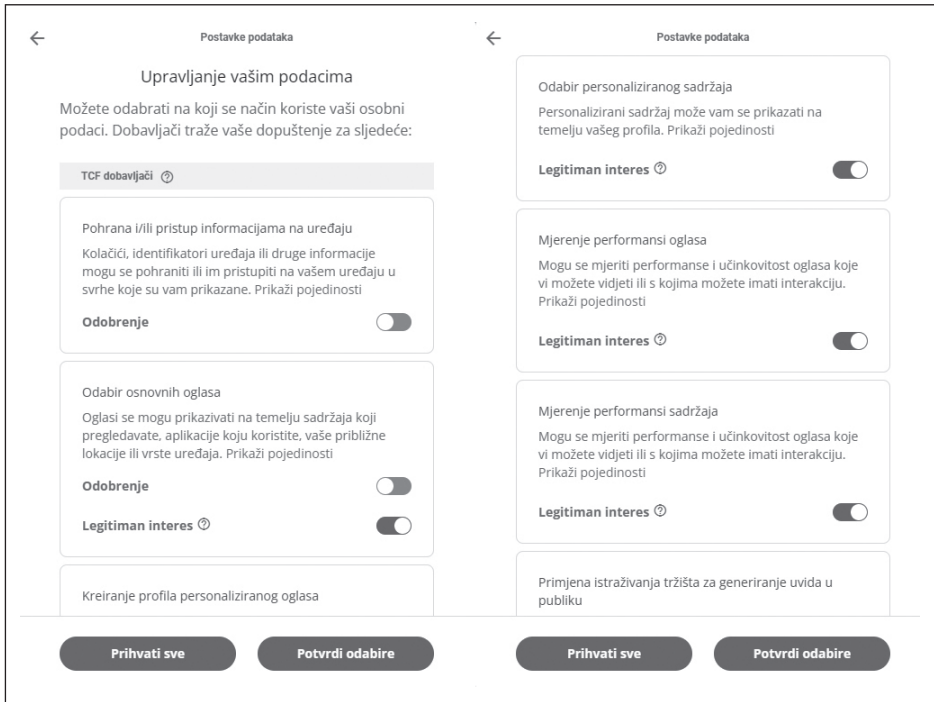 Postavke podataka
Upravljanje vašim podacima
Možete odabrati na koji se način koriste vaši osobni
podaci. Dobavljači traže vaše dopuštenje za sljedeće:
TCF dobavljači
Pohrana i/ili pristup informacijama na uređaju
Kolačići, identifikatori uređaja ili druge informacije
mogu se pohraniti ili im pristupiti na vašem uređaju u
svrhe koje su vam prikazane. Prikaži pojedinosti
Odobrenje
Odabir osnovnih oglasa
Oglasi se mogu prikazivati na temelju sadržaja koji
pregledavate, aplikacije koju koristite, vaše približne
lokacije ili vrste uređaja. Prikaži pojedinosti
Odobrenje
Legitiman interes
Kreiranje profila personaliziranog oglasa
Prihvati sve
Potvrdi odabire
Postavke podataka
Odabir personaliziranog sadržaja
Personalizirani sadržaj može vam se prikazati na
temelju vašeg profila. Prikaži pojedinosti
Legitiman interes
Mjerenje performansi oglasa
Mogu se mjeriti performanse i učinkovitost oglasa koje
vi možete vidjeti ili s kojima možete imati interakciju.
Prikaži pojedinosti
Legitiman interes
Mjerenje performansi sadržaja
Mogu se mjeriti performanse i učinkovitost oglasa koje
vi možete vidjeti ili s kojima možete imati interakciju.
Prikaži pojedinosti
Legitiman interes
Primjena istraživanja tržišta za generiranje uvida u
publiku
Prihvati sve
Potvrdi odabire